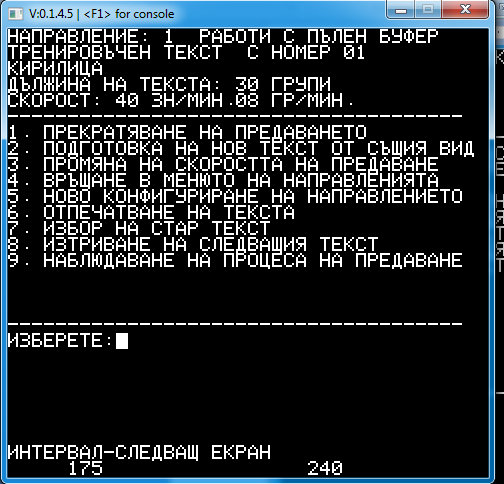 V:0.1.4.5 | <F1> for console
НАПРАВЛЕНИЕ: 1 РАБОТИ С ПЪЛЕН БУФЕР
ТРЕНИРОВЪЧЕН ТЕКСТ С НОМЕР 01
КИРИЛИЦА
ДЪЛЖИНА НА ТЕКСТА: 30 ГРУПИ
СКОРОСТ: 40 ЗН/МИН.08 ГР/МИН.
--------------------------------------
1. ПРЕКРАТЯВАНЕ НА ПРЕДАВАНЕТО
2. ПОДГОТОВКА НА НОВ ТЕКСТ ОТ СЪЩИЯ ВИД
3. ПРОМЯНА НА СКОРОСТТА НА ПРЕДАВАНЕ
4. ВРЪЩАНЕ В МЕНЮТО НА НАПРАВЛЕНИЯТА
5. НОВО КОНФИГУРИРАНЕ НА НАПРАВЛЕНИЕТО
6. ОТПЕЧАТВАНЕ НА ТЕКСТА
7. ИЗБОР НА СТАР ТЕКСТ
8. ИЗТРИВАНЕ НА СЛЕДВАЩИЯ ТЕКСТ
9. НАБЛЮДАВАНЕ НА ПРОЦЕСА НА ПРЕДАВАНЕ
--------------------------------------
ИЗБЕРЕТЕ:
ИНТЕРВАЛ-СЛЕДВАЩ ЕКРАН
175 240